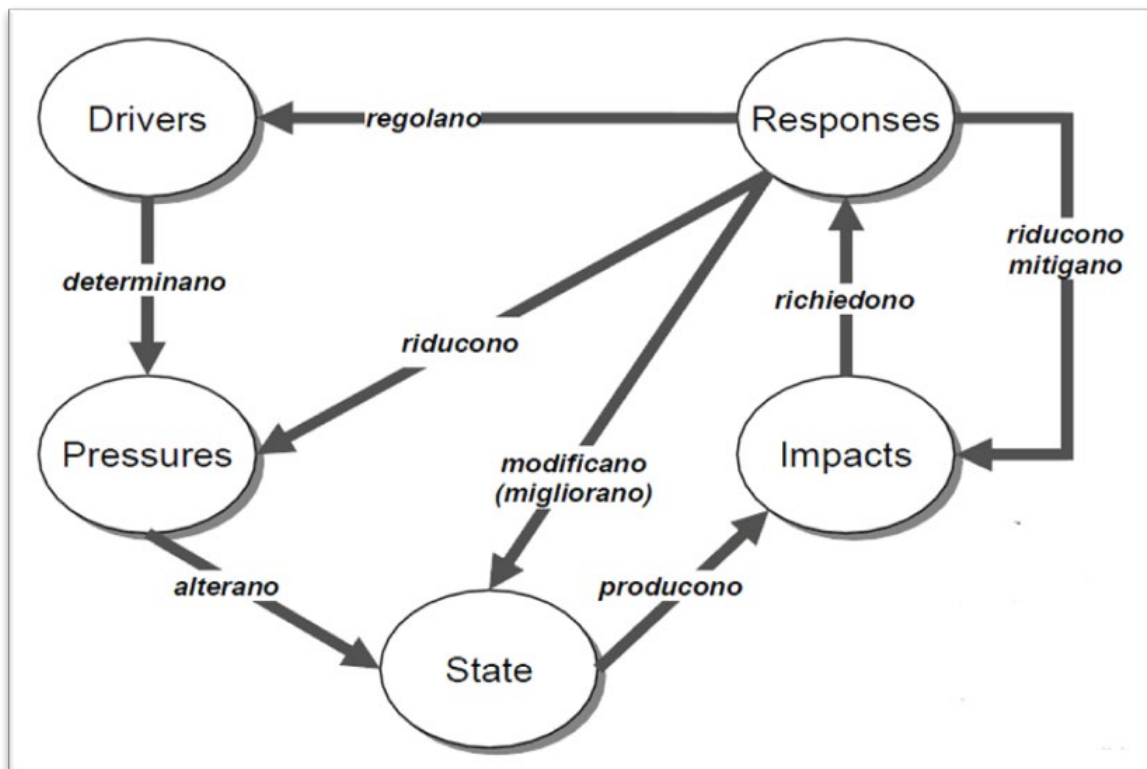 Drivers
regolano
Responses
determinano
riducono
mitigano
richiedono
riducono
Pressures
modificano
(migliorano)
Impacts
alterano
producono
State